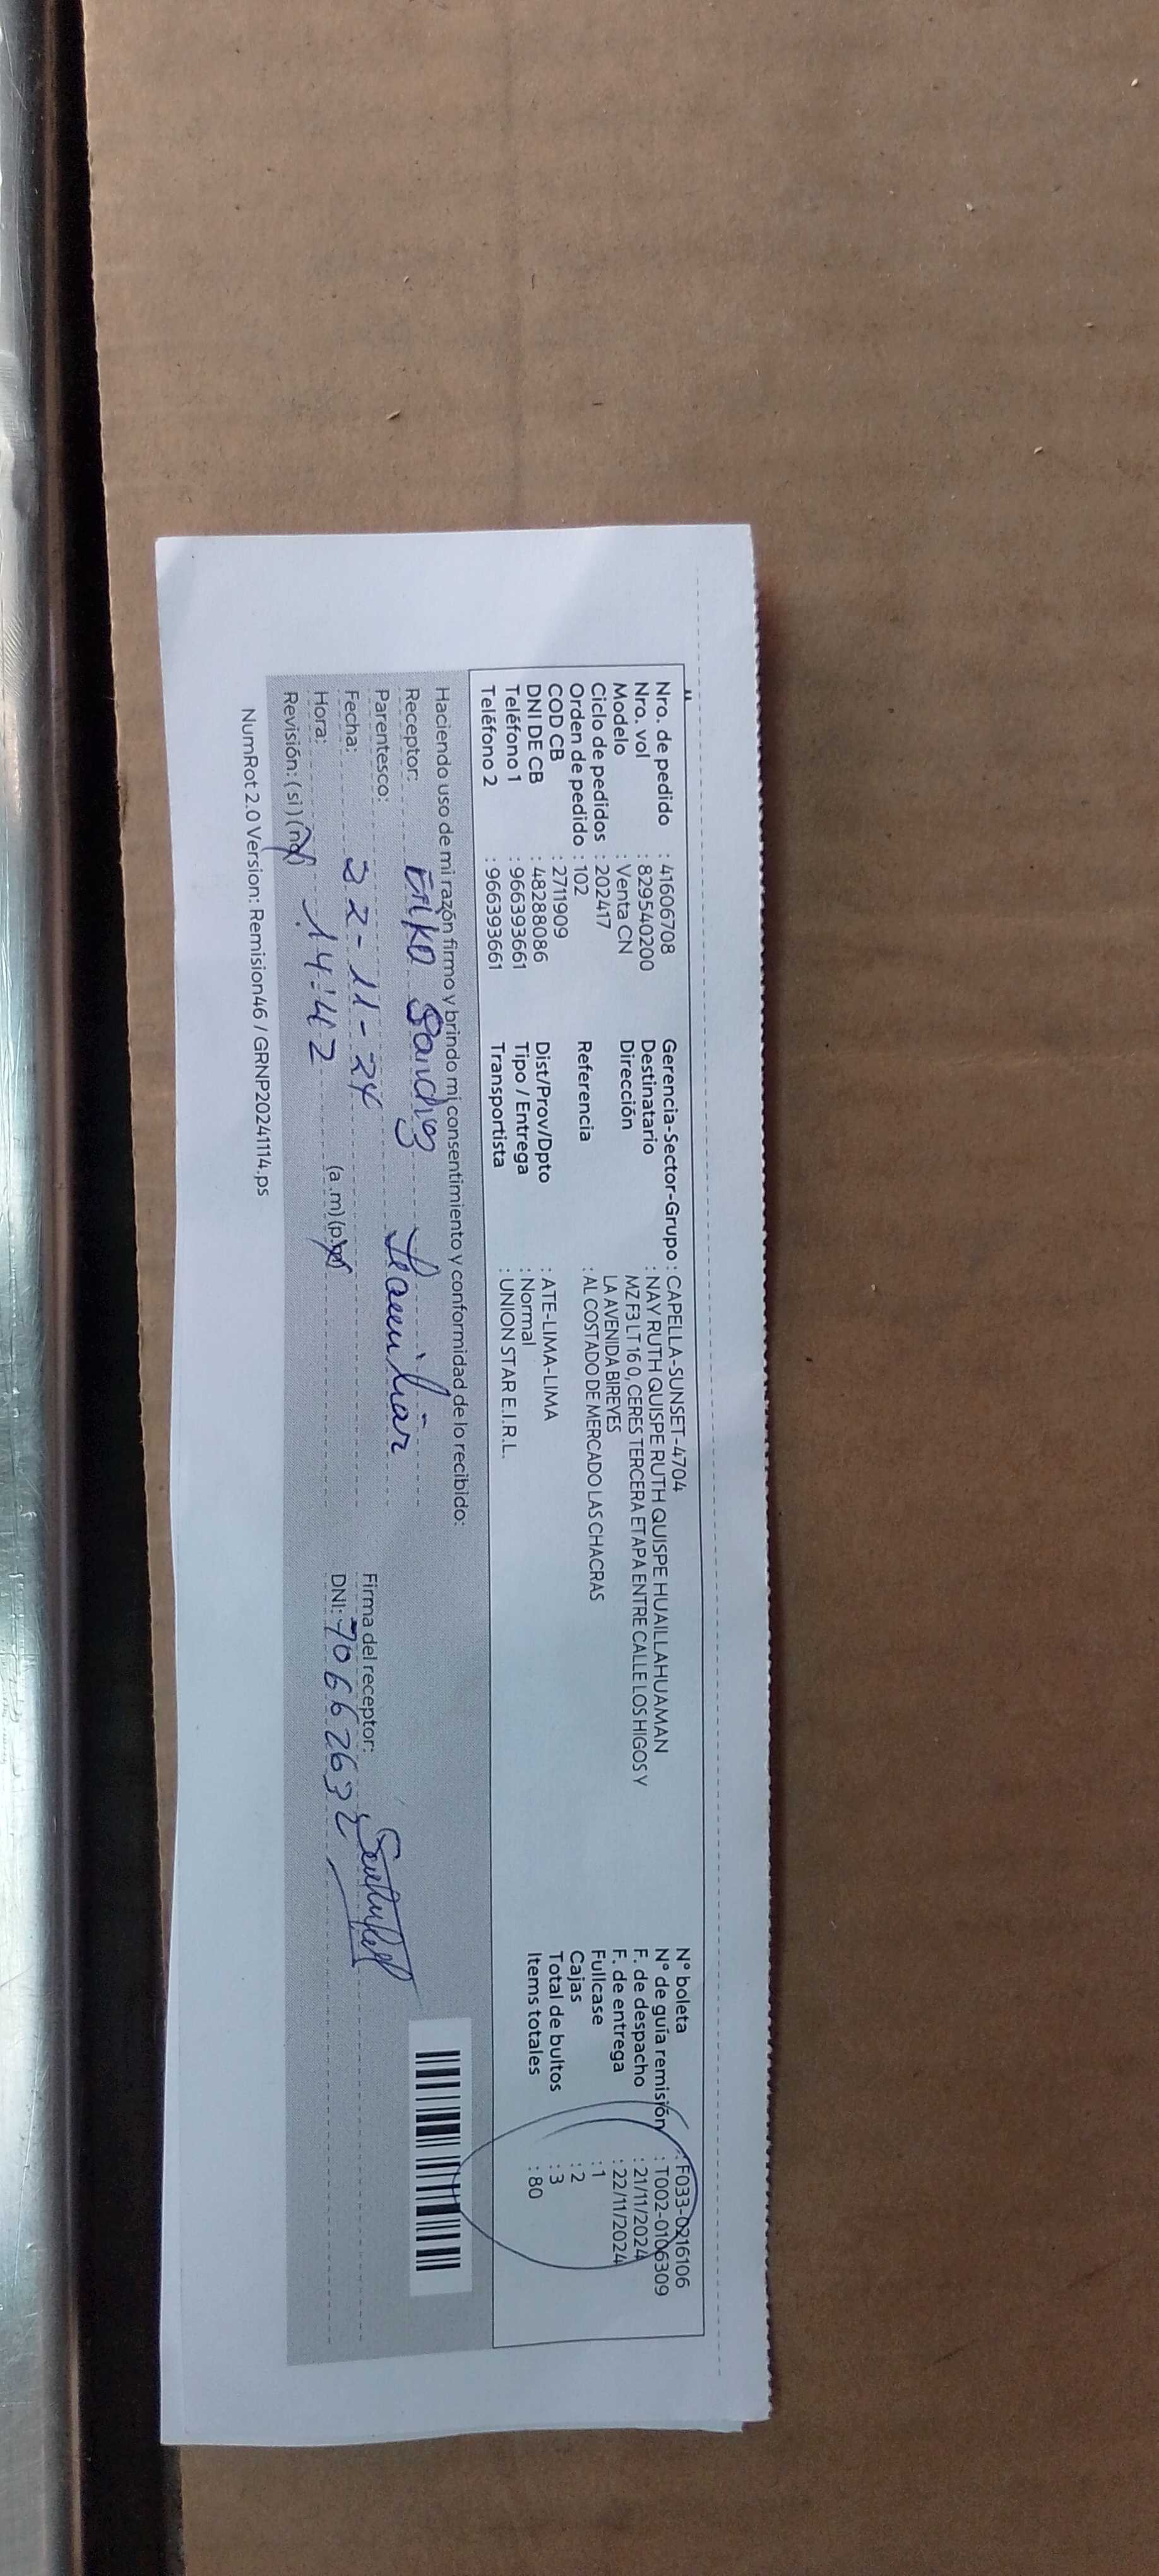 Nro. de pedido : 41606708
Nro. vol : 829540200
Modelo : Venta CN
Ciclo de pedidos : 202417
Orden de pedido : 102
COD CB : 2711909
DNI DE CB : 48288086
Teléfono 1 : 966393661
Teléfono 2 : 966393661
Gerencia-Sector-Grupo : CAPELLA-SUNSET-4704
Destinatario : NAY RUTH QUISPE RUTH QUISPE HUAILLAHUAMAN
Dirección MZ F3 LT 16 0, CERES TERCERA ETAPA ENTRE CALLE LOS HIGOS Y
LA AVENIDA BIREYES
Referencia : AL COSTADO DE MERCADO LAS CHACRAS
Dist/Prov/Dpto : ATE-LIMA-LIMA
Tipo / Entrega : Normal
Transportista : UNION STAR E.I.R.L.
N° boleta : F033-0216106
N° de guía remisión : T002-0106309
F. de despacho : 21/11/2024
F. de entrega : 22/11/2024
Fullcase : 1
Cajas : 2
Total de bultos : 3
Items totales : 80
Haciendo uso de mi razón firmo y brindo mi consentimiento y conformidad de lo recibido:
Receptor: Erika
Parentesco: Familiar
Fecha: 22-11-24
Hora: 14:42 (a.m) (p.m)
Revisión: (si) (no)
Firma del receptor:
DNI: 70662632
NumRot 2.0 Version: Remision46 / GRNP20241114.ps